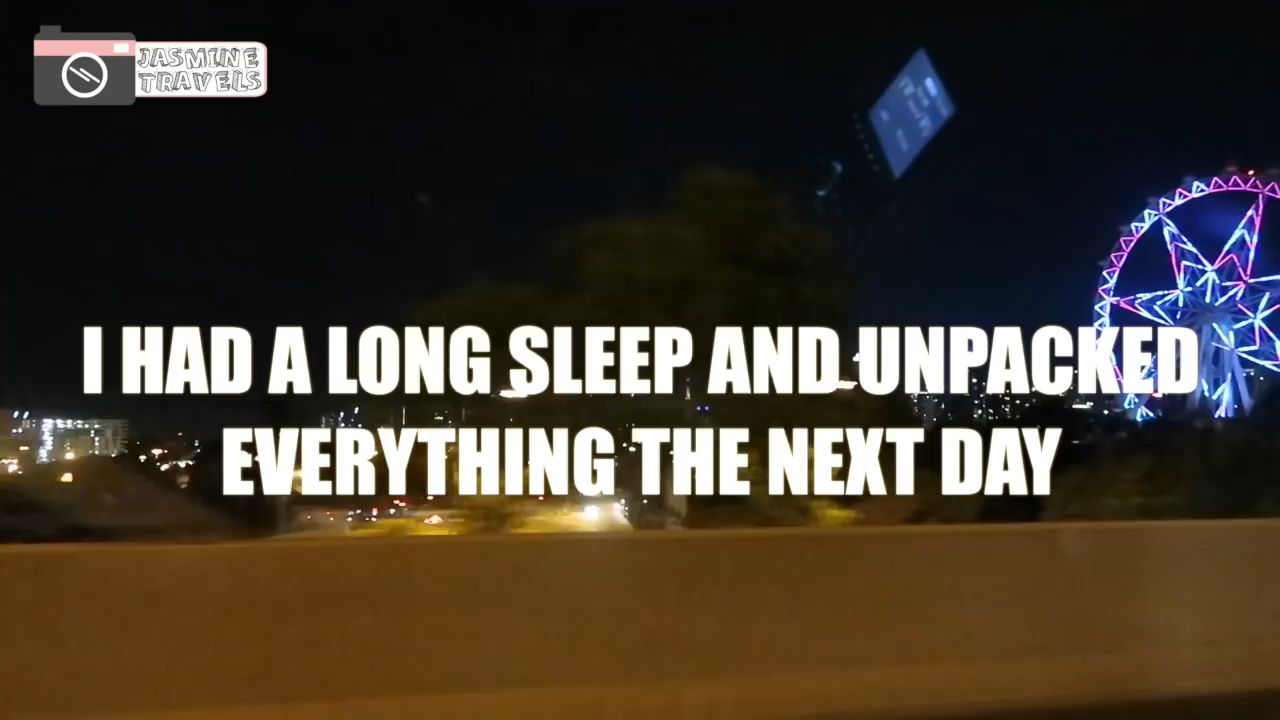 JASMINE
TRAVELS
I HAD A LONG SLEEP AND UNPACKED
EVERYTHING THE NEXT DAY